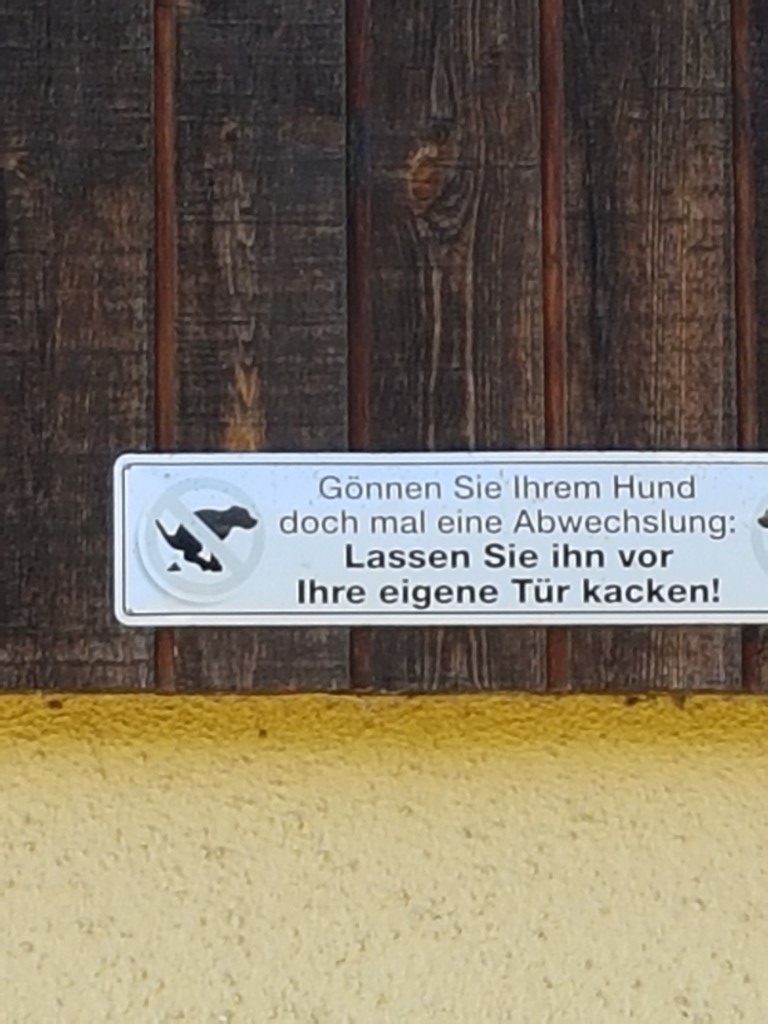 Gönnen Sie Ihrem Hund
doch mal eine Abwechslung:
Lassen Sie ihn vor
Ihre eigene Tür kacken!